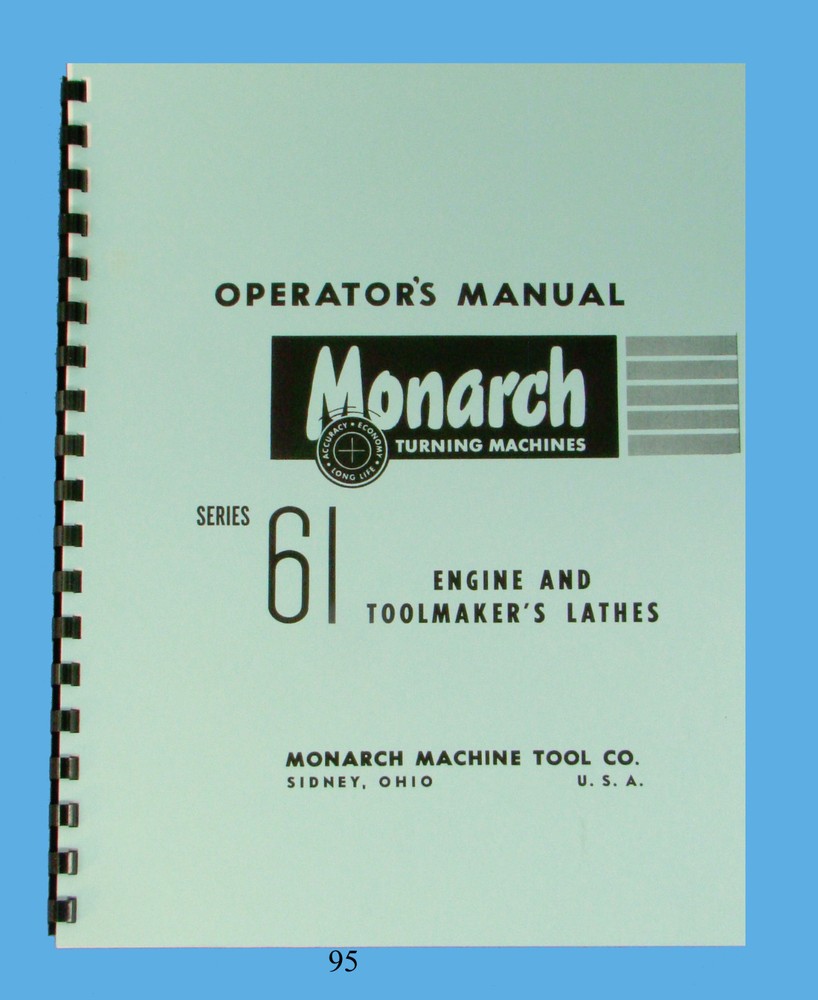 OPERATOR'S MANUAL
Monarch
TURNING MACHINES
ACCURACY • ECONOMY • LONG LIFE •
SERIES 61
ENGINE AND
TOOLMAKER'S LATHES
MONARCH MACHINE TOOL CO.
SIDNEY, OHIO U. S. A.
95